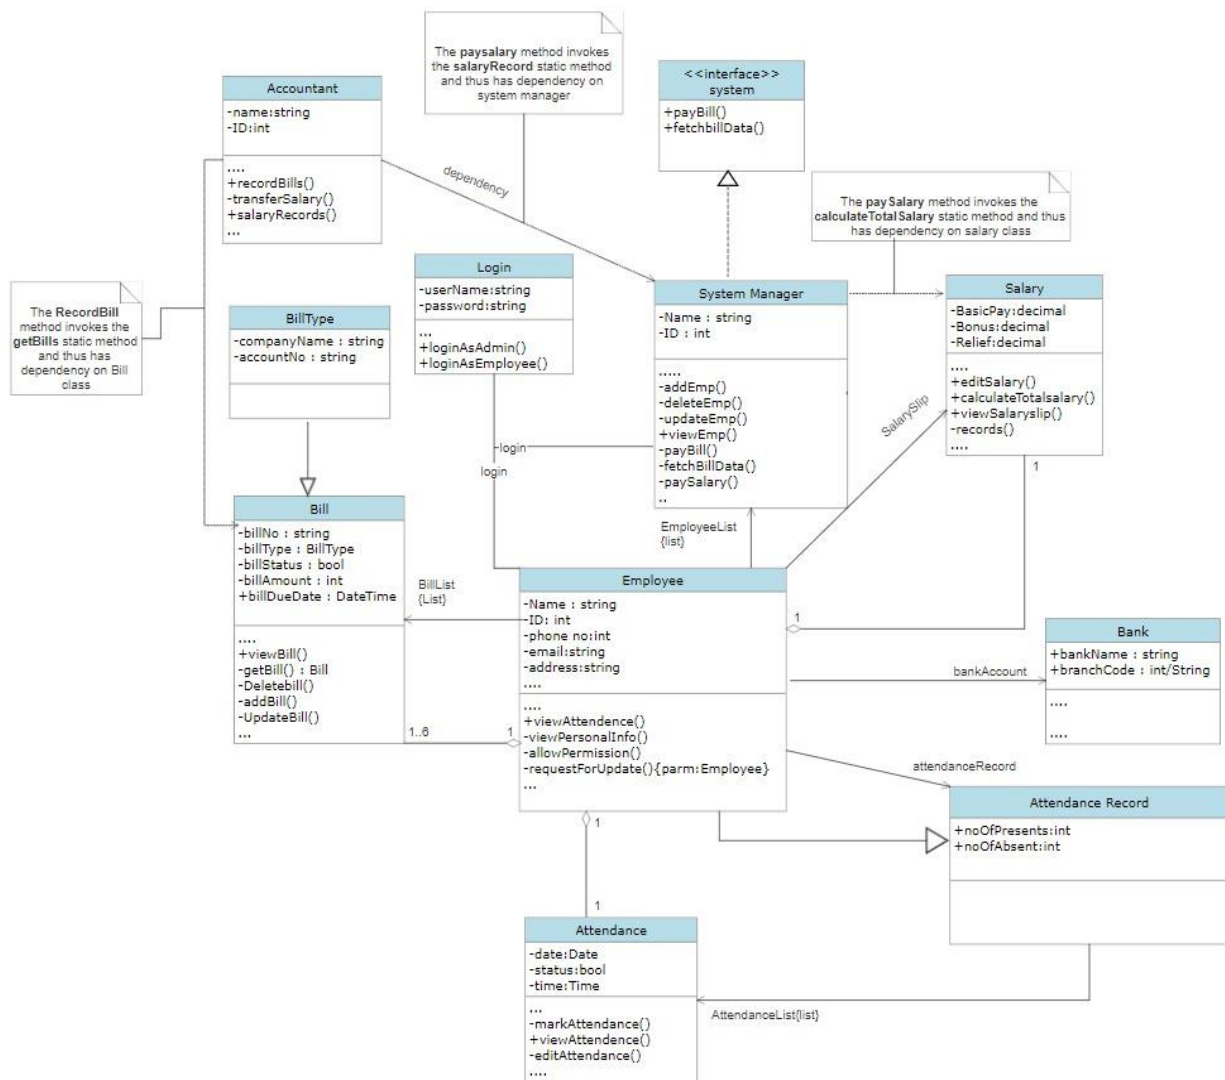 The paysalary method invokes
the salaryRecord static method
and thus has dependency on
system manager
Accountant
-name:string
-ID:int
....
+recordBills()
-transferSalary()
+salaryRecords()
...
<<interface>>
system
+payBill()
+fetchbillData()
dependency
The paySalary method invokes the
calculateTotalSalary static method and thus
has dependency on salary class
Login
-userName:string
-password:string
...
+loginAsAdmin()
+loginAsEmployee()
System Manager
-Name : string
-ID : int
.....
-addEmp()
-deleteEmp()
-updateEmp()
+viewEmp()
-payBill()
-fetchBillData()
-paySalary()
..
Salary
-BasicPay:decimal
-Bonus:decimal
-Relief:decimal
....
+editSalary()
+calculateTotalsalary()
+viewSalaryslip()
-records()
....
The RecordBill
method invokes the
getBills static method
and thus has
dependency on Bill
class
BillType
-companyName : string
-accountNo : string
-login
login
SalarySlip
1
EmployeeList
{list}
Bill
-billNo : string
-billType : BillType
-billStatus : bool
-billAmount : int
+billDueDate : DateTime
....
+viewBill()
-getBill() : Bill
-Deletebill()
-addBill()
-UpdateBill()
...
BillList
{List}
1..6
1
Employee
-Name : string
-ID: int
-phone no:int
-email:string
-address:string
....
....
+viewAttendence()
-viewPersonalInfo()
-allowPermission()
-requestForUpdate(){parm:Employee}
...
1
bankAccount
Bank
+bankName : string
+branchCode : int/String
....
....
attendanceRecord
Attendance Record
+noOfPresents:int
+noOfAbsent:int
1
1
Attendance
-date:Date
-status:bool
-time:Time
...
-markAttendance()
+viewAttendence()
-editAttendance()
....
AttendanceList{list}